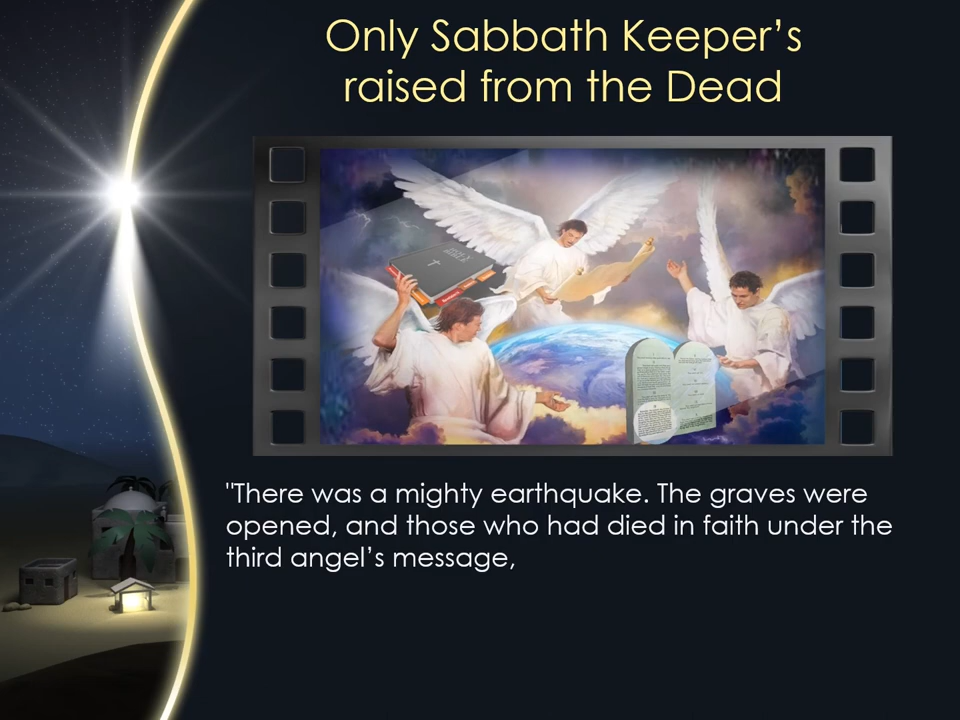 Only Sabbath Keeper’s
raised from the Dead
BIBLE
"There was a mighty earthquake. The graves were
opened, and those who had died in faith under the
third angel’s message,